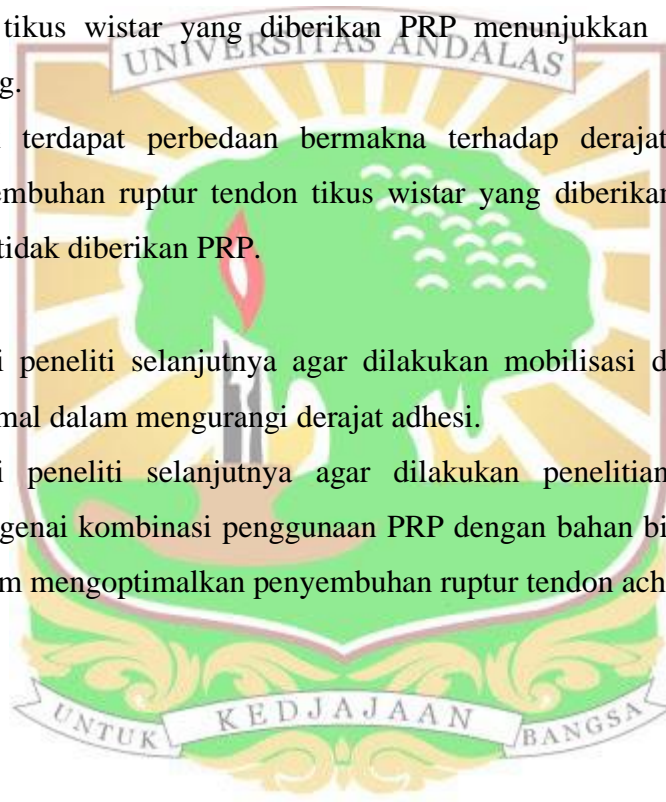 tikus wistar yang diberikan PRP menunjukkan
UNIVERSITAS ANDALAS
g.
terdapat perbedaan bermakna terhadap derajat
embuhan ruptur tendon tikus wistar yang diberikan
tidak diberikan PRP.
i peneliti selanjutnya agar dilakukan mobilisasi d
mal dalam mengurangi derajat adhesi.
i peneliti selanjutnya agar dilakukan penelitian
genai kombinasi penggunaan PRP dengan bahan bi
m mengoptimalkan penyembuhan ruptur tendon ach
UNTUK KEDJAJAAN BANGSA